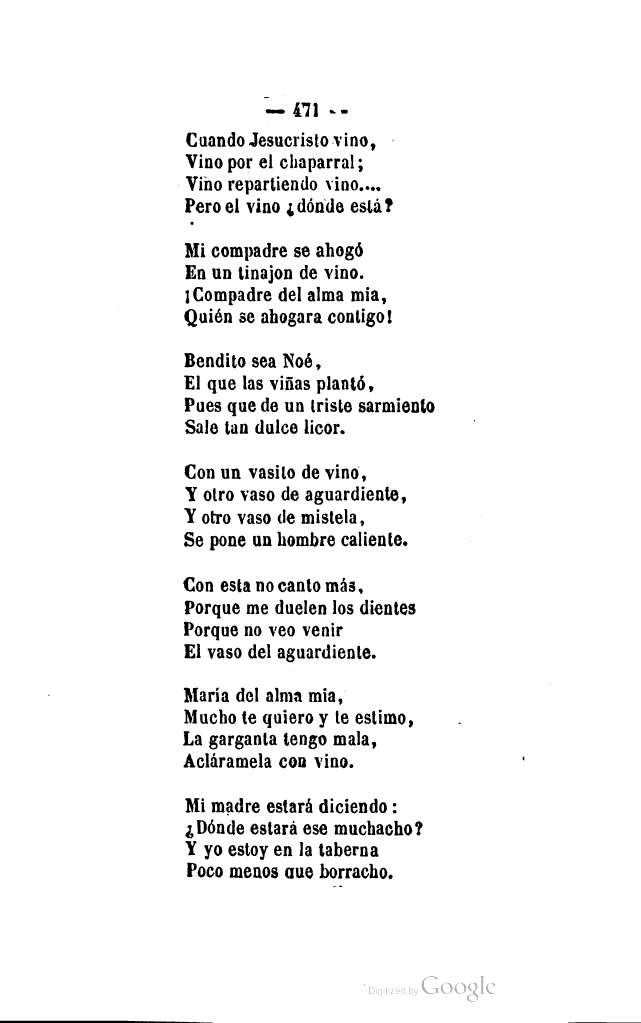 — 471 --
Cuando Jesucristo vino,
Vino por el chaparral;
Vino repartiendo vino....
Pero el vino ¿dónde está?
Mi compadre se ahogó
En un tinajon de vino.
¡Compadre del alma mia,
Quién se ahogara contigo!
Bendito sea Noé,
El que las viñas plantó,
Pues que de un triste sarmiento
Sale tan dulce licor.
Con un vasito de vino,
Y otro vaso de aguardiente,
Y otro vaso de mistela,
Se pone un hombre caliente.
Con esta no canto más,
Porque me duelen los dientes
Porque no veo venir
El vaso del aguardiente.
María del alma mia,
Mucho te quiero y te estimo,
La garganta tengo mala,
Acláramela con vino.
Mi madre estará diciendo:
¿Dónde estará ese muchacho?
Y yo estoy en la taberna
Poco menos que borracho.
Digitized by Google